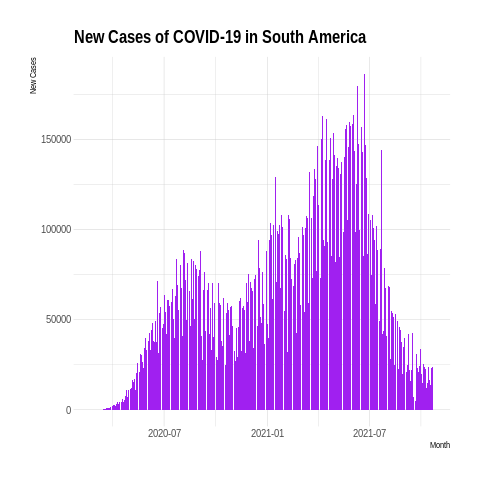 New Cases of COVID-19 in South America
New Cases
150000
100000
50000
0
2020-07
2021-01
2021-07
Month